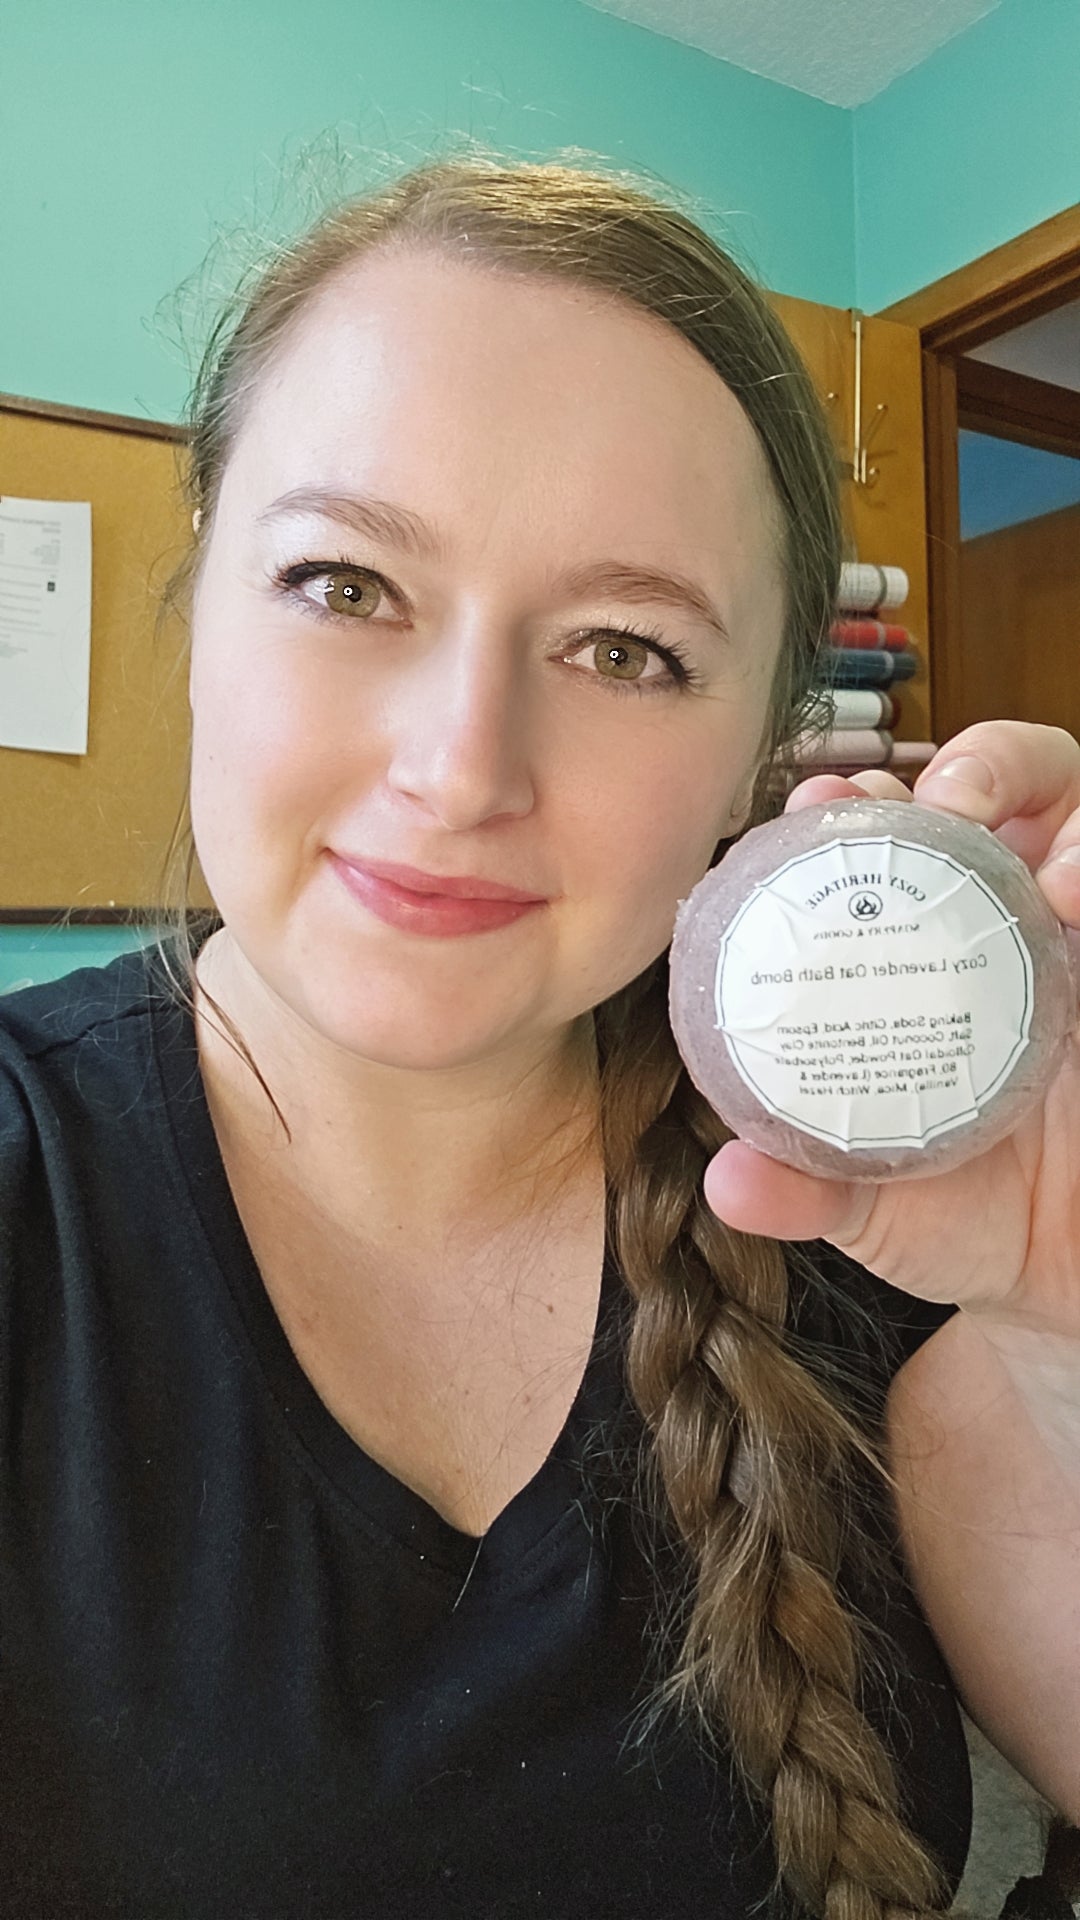 COZY HERITAGE
SOAPERY & GOODS
Cozy Lavender Oat Bath Bomb
Baking Soda, Citric Acid, Epsom
Salt, Coconut Oil, Bentonite Clay
Colloidal Oat Powder, Polysorbate
80, Fragrance (Lavender &
Vanilla), Mica, Witch Hazel